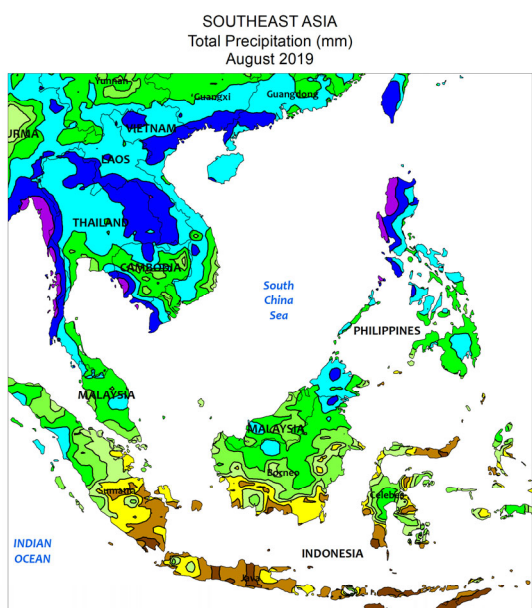 SOUTHEAST ASIA
Total Precipitation (mm)
August 2019
Yunnan
Guangxi
Guangdong
URMA
VIETNAM
LAOS
THAILAND
CAMBODIA
South
China
Sea
PHILIPPINES
MALAYSIA
MALAYSIA
Borneo
Sumatra
Celebes
INDIAN
OCEAN
INDONESIA
Java